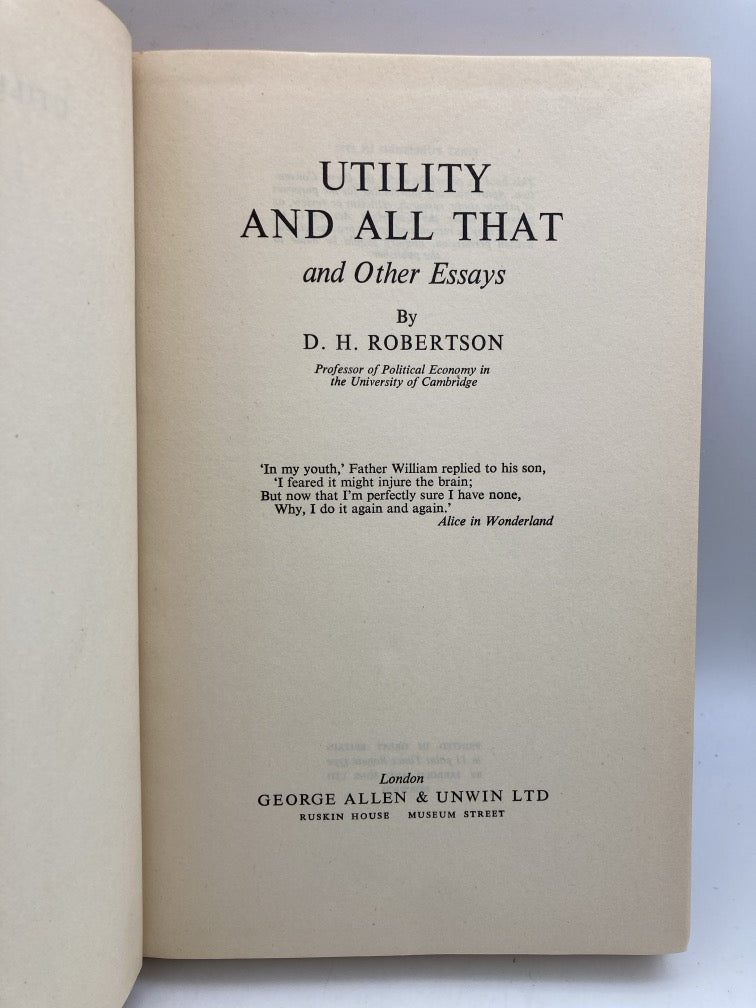 UTILITY
AND ALL THAT
and Other Essays
By
D. H. ROBERTSON
Professor of Political Economy in
the University of Cambridge
‘In my youth,’ Father William replied to his son,
‘I feared it might injure the brain;
But now that I'm perfectly sure I have none,
Why, I do it again and again.’
Alice in Wonderland
London
GEORGE ALLEN & UNWIN LTD
RUSKIN HOUSE MUSEUM STREET